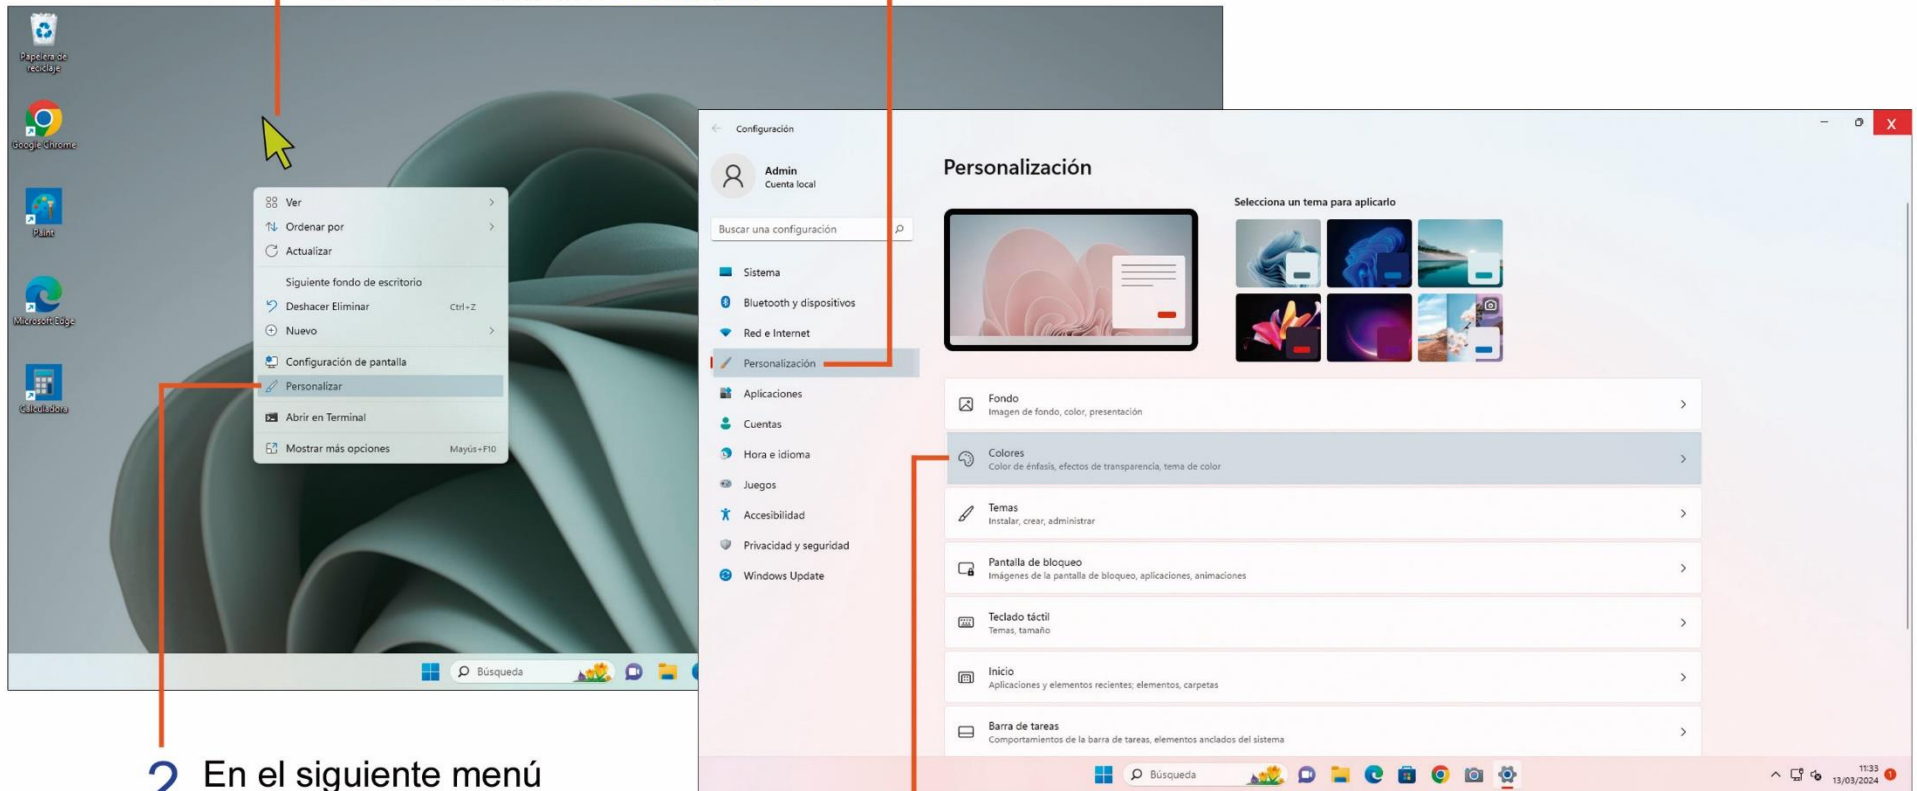 Papelera de
reciclaje
Google Chrome
Paint
Microsoft Edge
Calculadora
Ver
Ordenar por
Actualizar
Siguiente fondo de escritorio
Deshacer Eliminar Ctrl+Z
Nuevo
Configuración de pantalla
Personalizar
Abrir en Terminal
Mostrar más opciones Mayús+F10
Búsqueda
2 En el siguiente menú
Configuración
X
Admin
Cuenta local
Buscar una configuración
Sistema
Bluetooth y dispositivos
Red e Internet
Personalización
Aplicaciones
Cuentas
Hora e idioma
Juegos
Accesibilidad
Privacidad y seguridad
Windows Update
Personalización
Selecciona un tema para aplicarlo
Fondo
Imagen de fondo, color, presentación
Colores
Color de énfasis, efectos de transparencia, tema de color
Temas
Instalar, crear, administrar
Pantalla de bloqueo
Imágenes de la pantalla de bloqueo, aplicaciones, animaciones
Teclado táctil
Temas, tamaño
Inicio
Aplicaciones y elementos recientes; elementos, carpetas
Barra de tareas
Comportamientos de la barra de tareas, elementos anclados del sistema
Búsqueda
11:33
13/03/2024 1